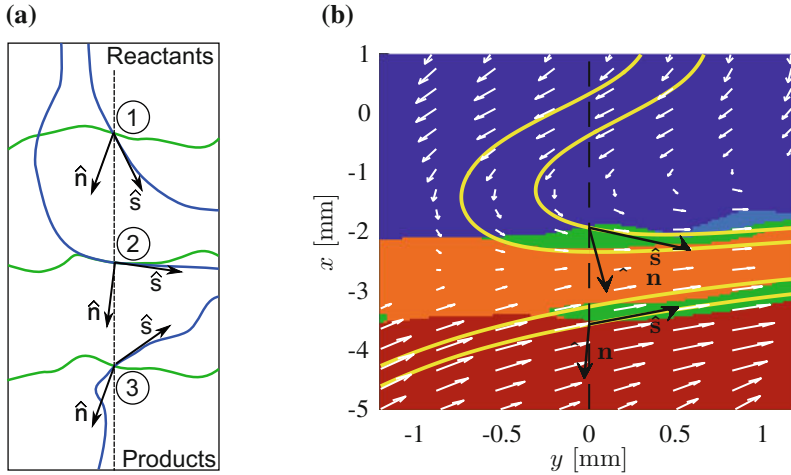 (a)
Reactants
1
n̂
ŝ
2
n̂
ŝ
ŝ
n̂
3
Products
(b)
x [mm]
1
0
-1
-2
-3
-4
-5
ŝ
n̂
ŝ
n̂
-1 -0.5 0 0.5 1
y [mm]